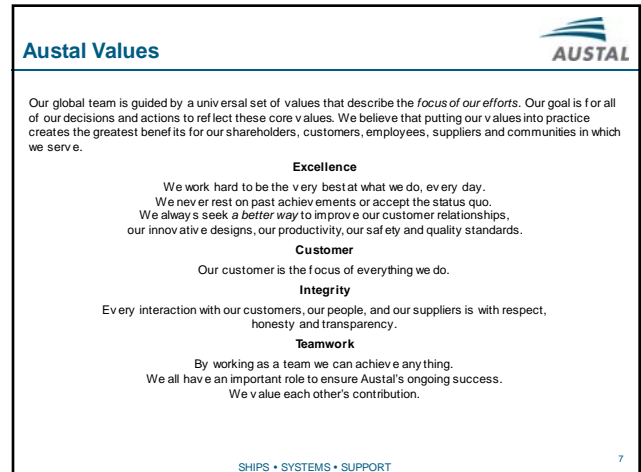 Austal Values
AUSTAL
Our global team is guided by a universal set of values that describe the focus of our efforts. Our goal is for all
of our decisions and actions to reflect these core values. We believe that putting our values into practice
creates the greatest benefits for our shareholders, customers, employees, suppliers and communities in which
we serve.
Excellence
We work hard to be the very best at what we do, every day.
We never rest on past achievements or accept the status quo.
We always seek a better way to improve our customer relationships,
our innovative designs, our productivity, our safety and quality standards.
Customer
Our customer is the focus of everything we do.
Integrity
Every interaction with our customers, our people, and our suppliers is with respect,
honesty and transparency.
Teamwork
By working as a team we can achieve anything.
We all have an important role to ensure Austal's ongoing success.
We value each other's contribution.
SHIPS • SYSTEMS • SUPPORT
7